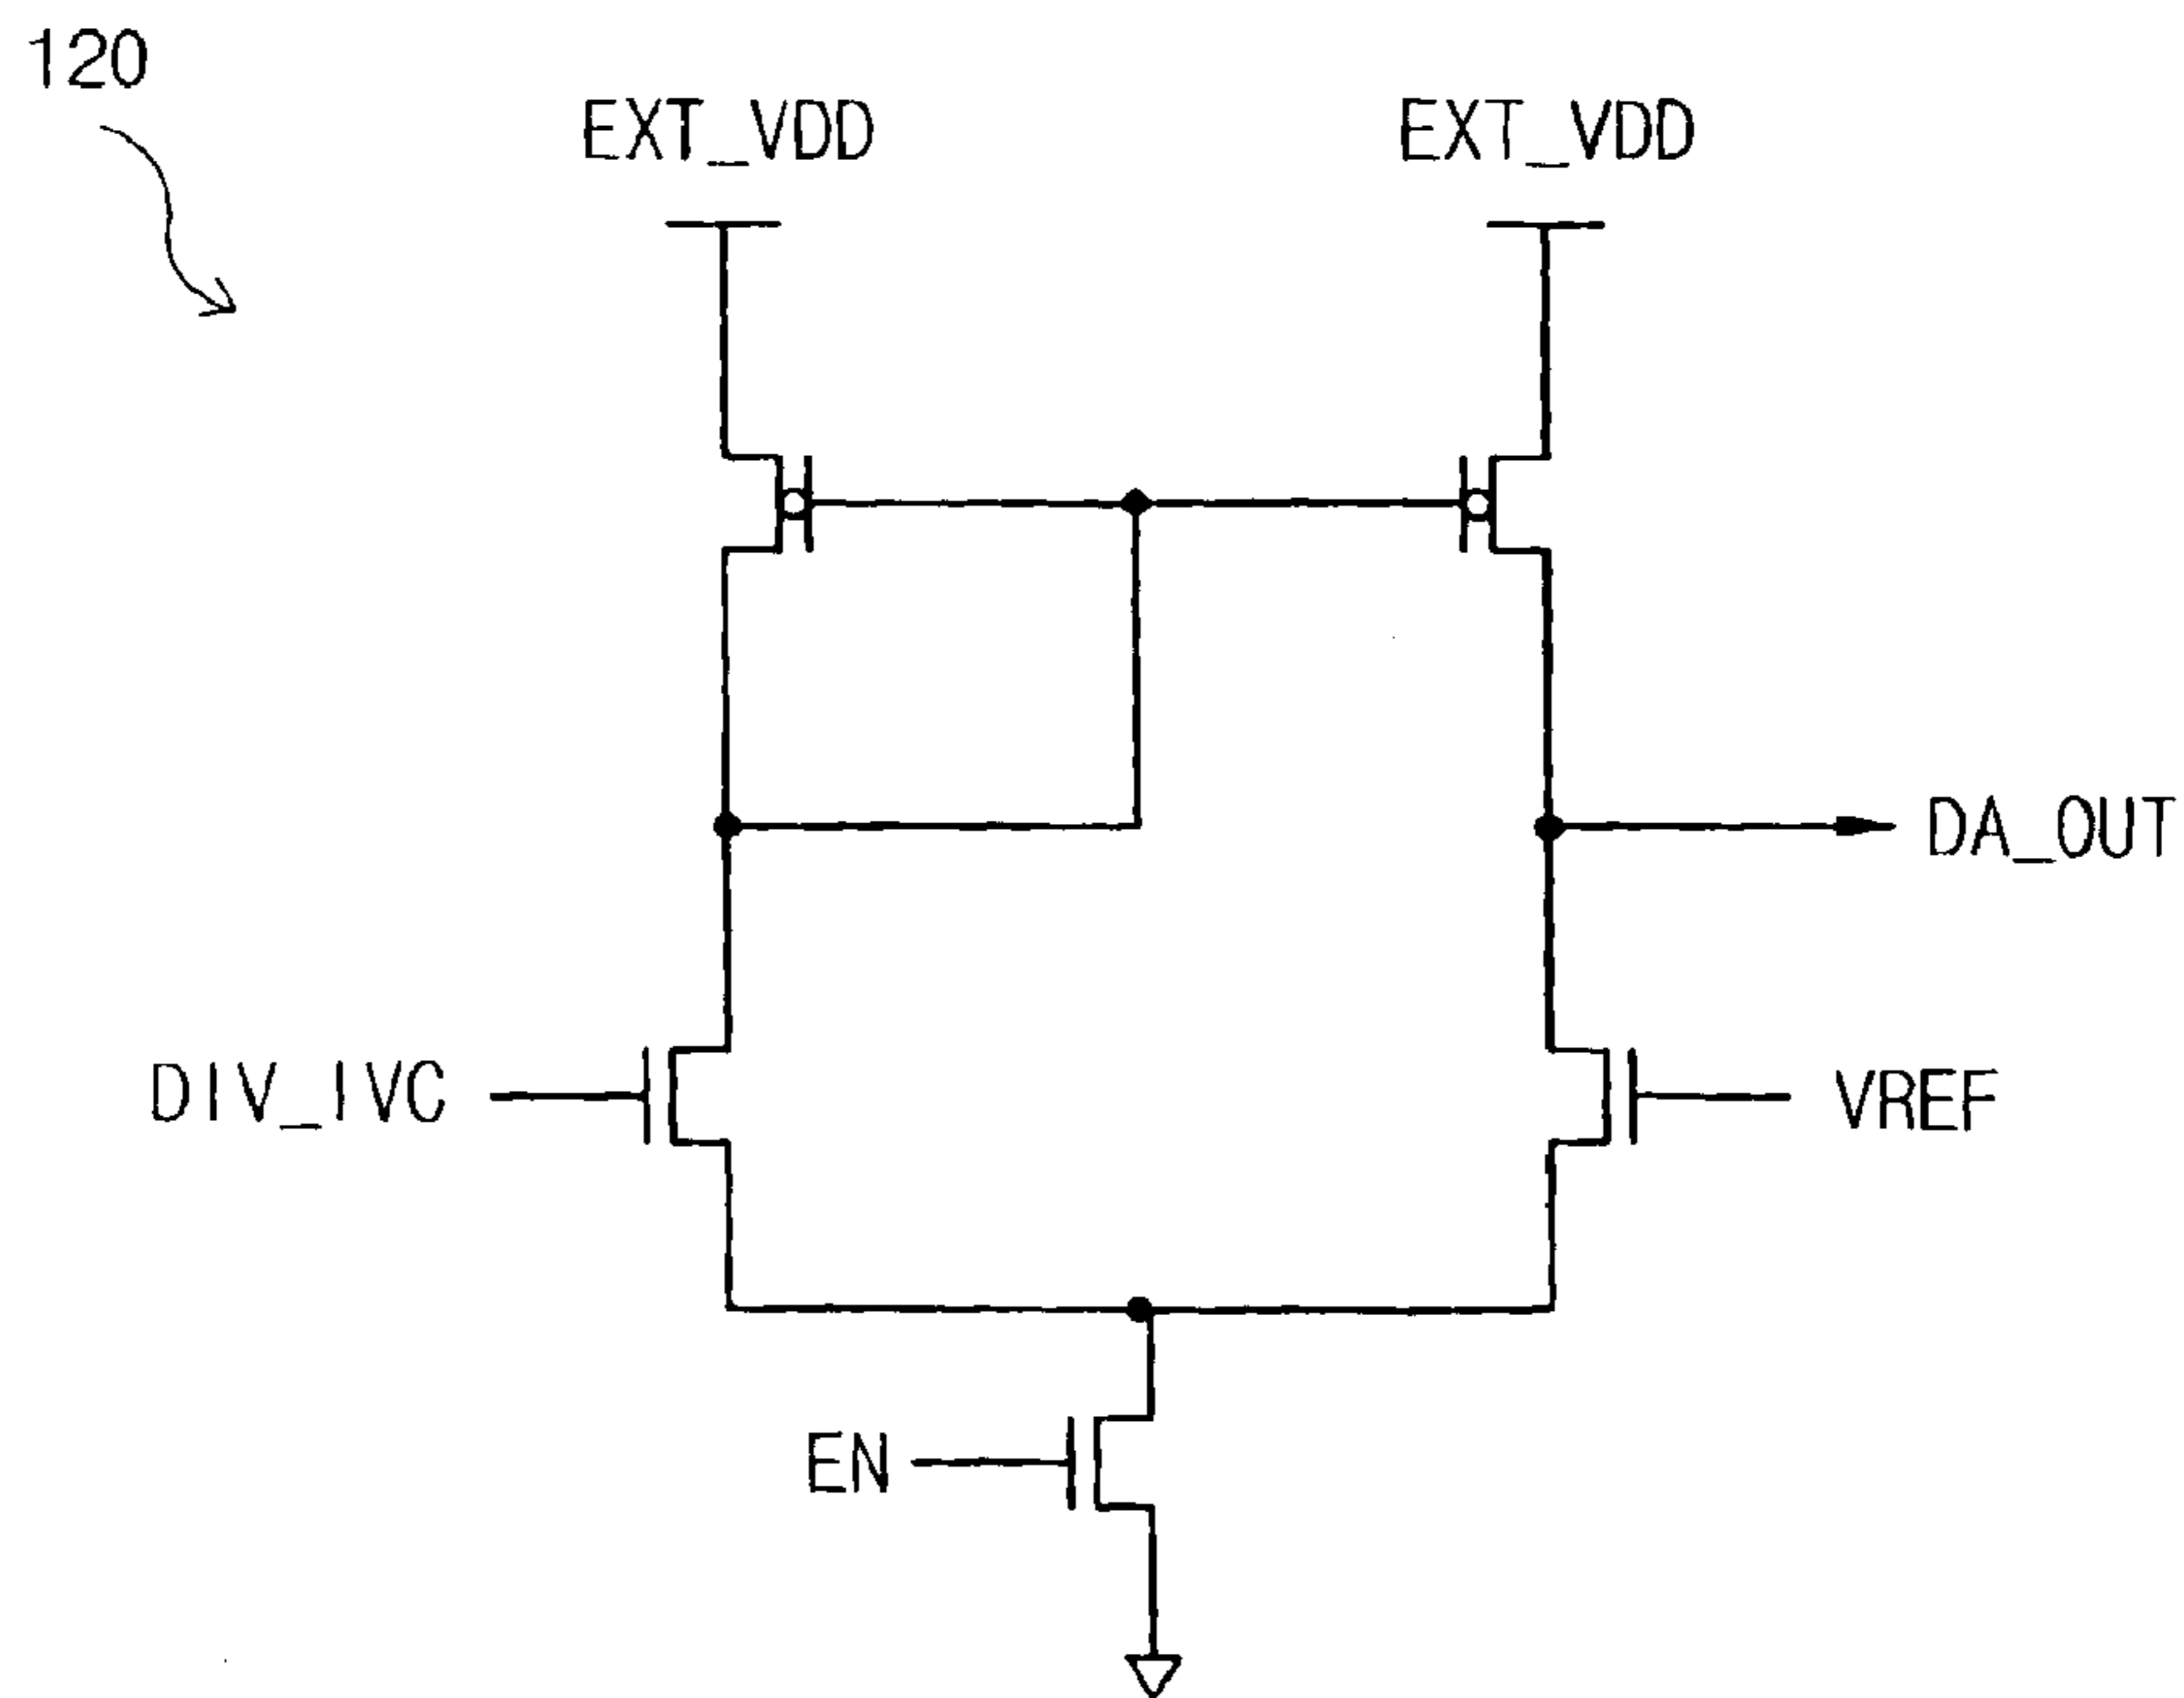 120
EXT_VDD
EXT_VDD
DA_OUT
DIV_IVC
VREF
EN